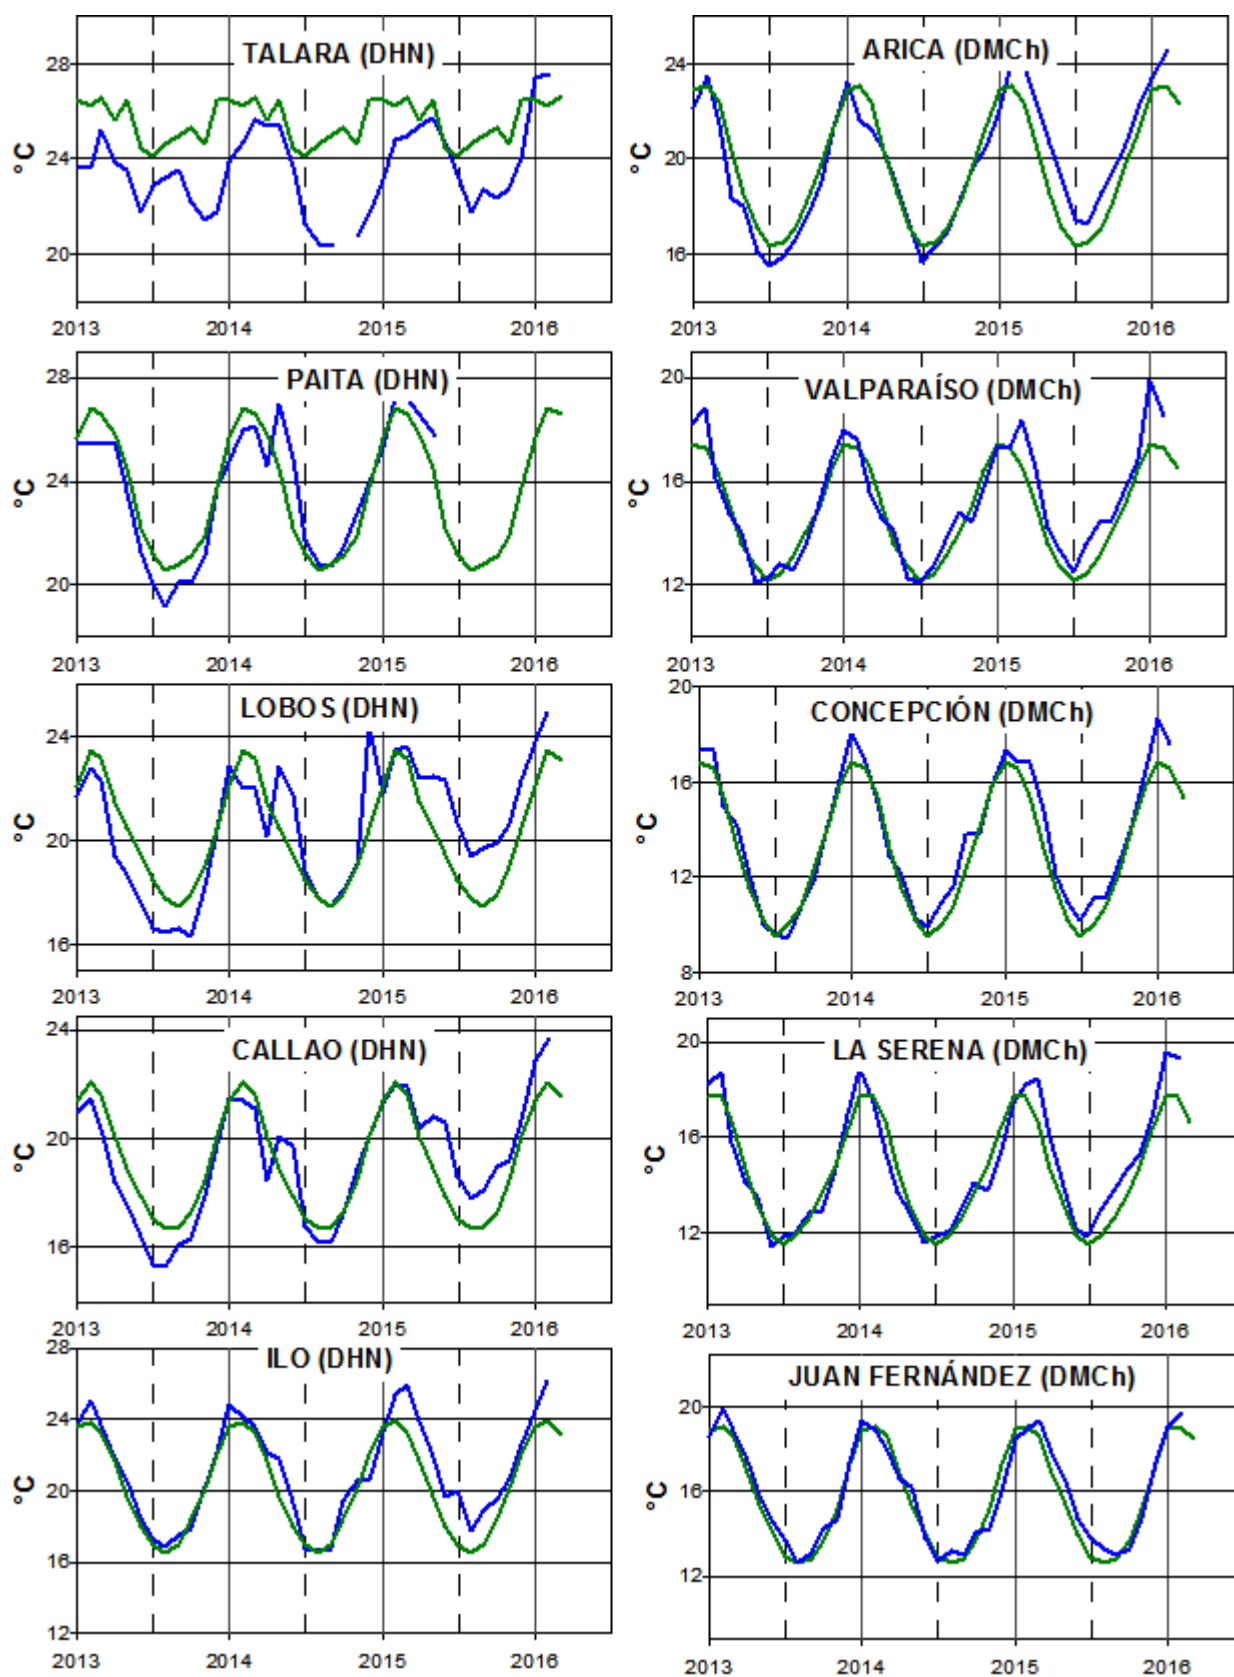 TALARA (DHN)
28
24
20
°C
2013 2014 2015 2016
ARICA (DMCh)
24
20
16
°C
2013 2014 2015 2016
PAITA (DHN)
28
24
20
°C
2013 2014 2015 2016
VALPARAÍSO (DMCh)
20
16
12
°C
2013 2014 2015 2016
LOBOS (DHN)
24
20
16
°C
2013 2014 2015 2016
CONCEPCIÓN (DMCh)
20
16
12
8
°C
2013 2014 2015 2016
CALLAO (DHN)
24
20
16
°C
2013 2014 2015 2016
LA SERENA (DMCh)
20
16
12
°C
2013 2014 2015 2016
ILO (DHN)
28
24
20
16
12
°C
2013 2014 2015 2016
JUAN FERNÁNDEZ (DMCh)
20
16
12
°C
2013 2014 2015 2016